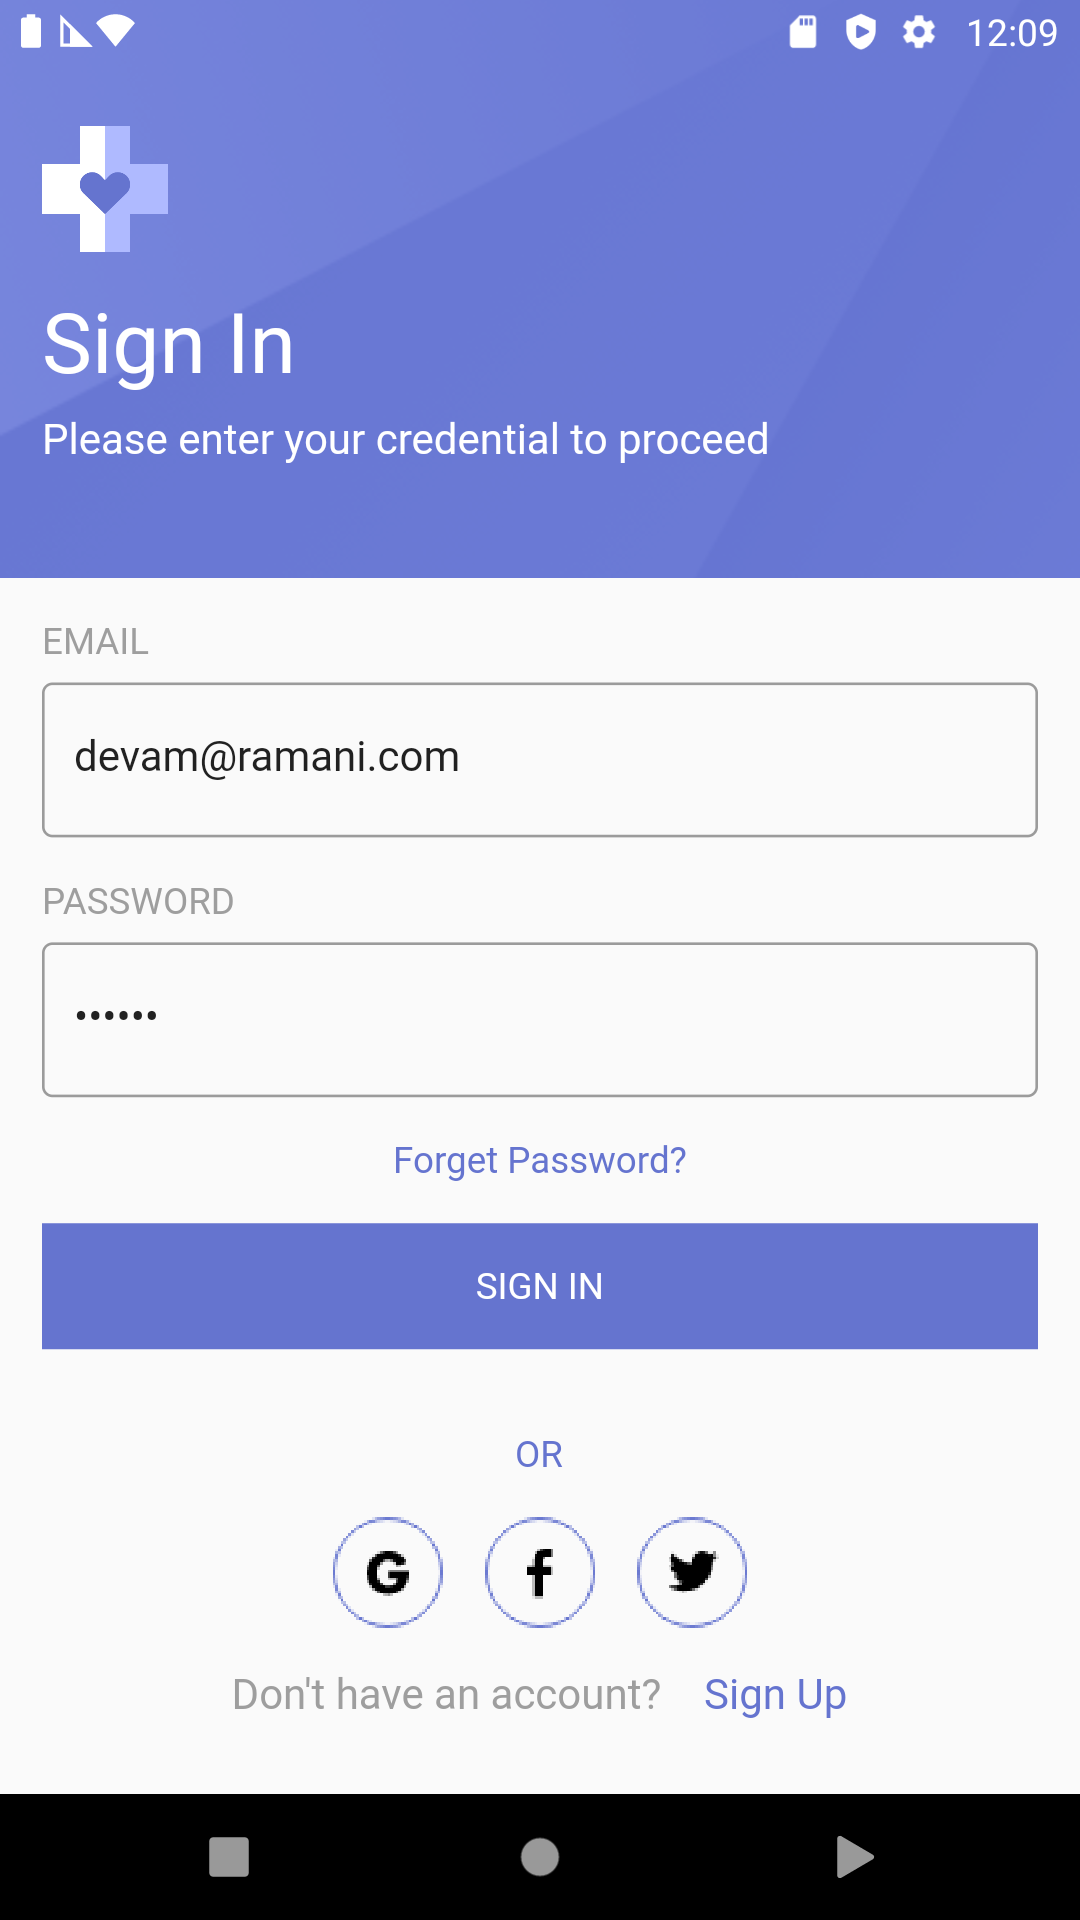 12:09
Sign In
Please enter your credential to proceed
EMAIL
devam@ramani.com
PASSWORD
••••••
Forget Password?
SIGN IN
OR
G f
Don't have an account? Sign Up